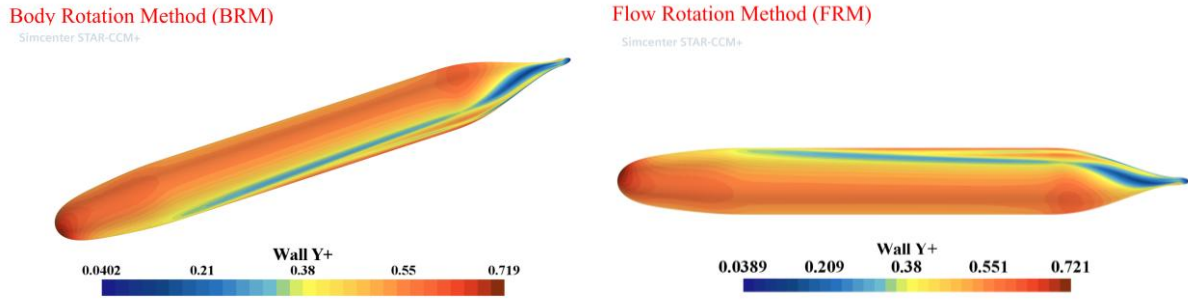 Body Rotation Method (BRM)
Simcenter STAR-CCM+
Wall Y+
0.0402 0.21 0.38 0.55 0.719
Flow Rotation Method (FRM)
Simcenter STAR-CCM+
Wall Y+
0.0389 0.209 0.38 0.551 0.721